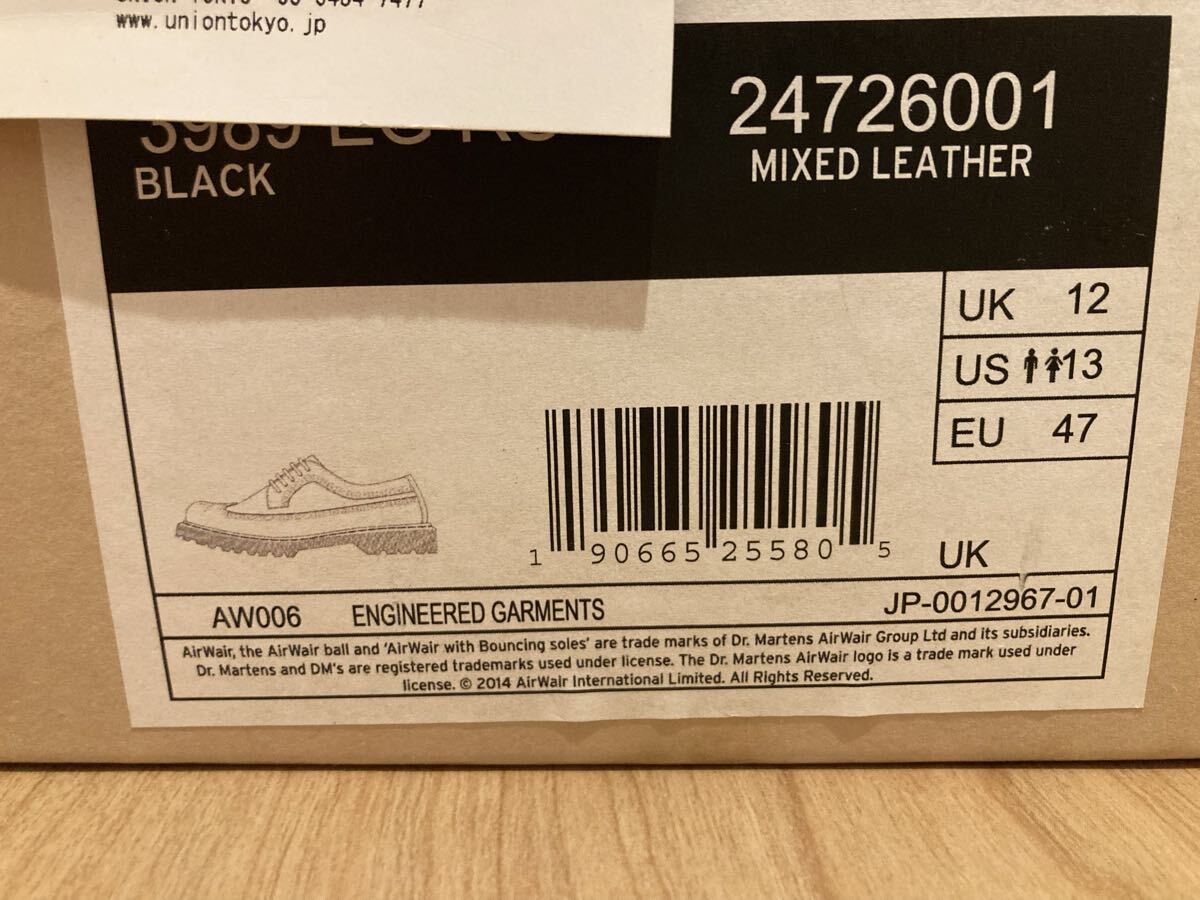 www.uniontokyo.jp
3989 EG
24726001
BLACK
MIXED LEATHER
UK 12
US 13
EU 47
1 90665 25580 5
UK
AW006 ENGINEERED GARMENTS
JP-0012967-01
AirWair, the AirWair ball and 'AirWair with Bouncing soles' are trade marks of Dr. Martens AirWair Group Ltd and its subsidiaries.
Dr. Martens and DM's are registered trademarks used under license. The Dr. Martens AirWair logo is a trade mark used under
license. © 2014 AirWair International Limited. All Rights Reserved.